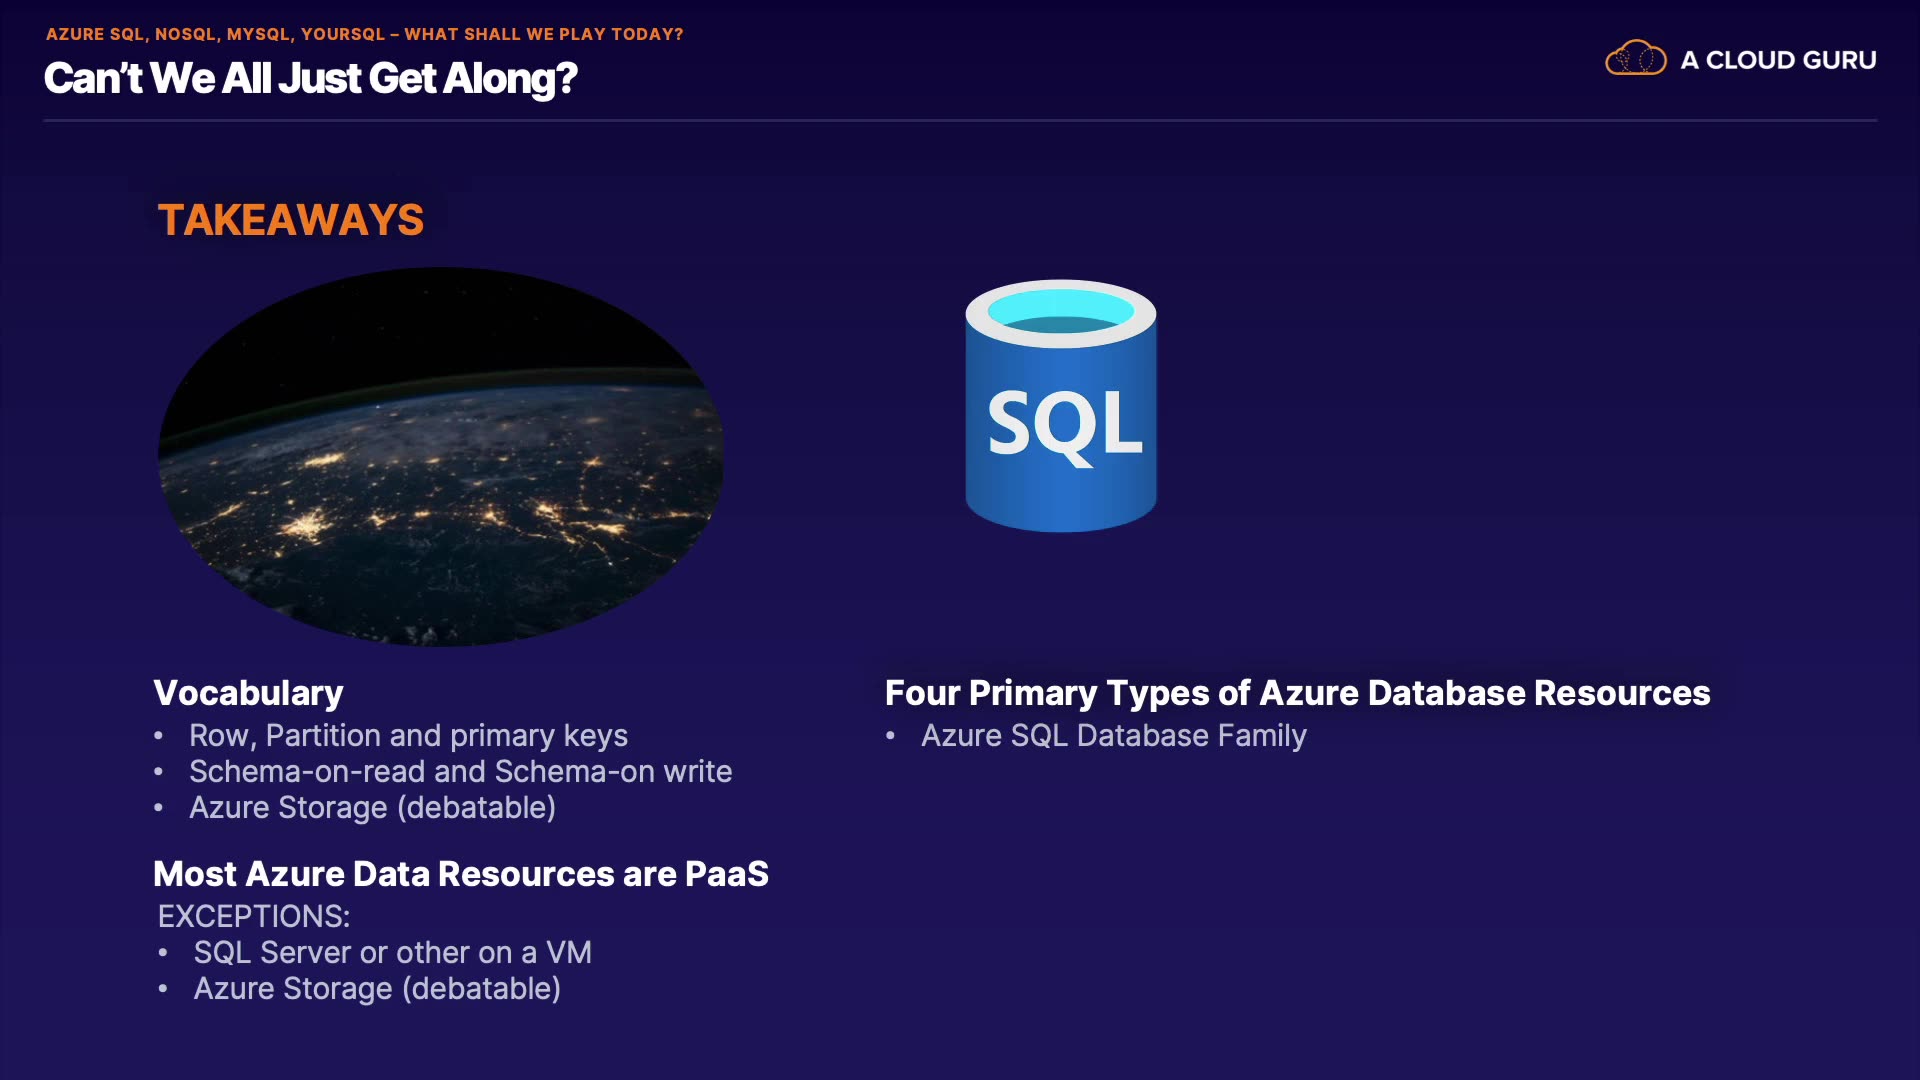 AZURE SQL, NOSQL, MYSQL, YOURSQL – WHAT SHALL WE PLAY TODAY?
Can't We All Just Get Along?
A CLOUD GURU
TAKEAWAYS
SQL
Vocabulary
• Row, Partition and primary keys
• Schema-on-read and Schema-on write
• Azure Storage (debatable)
Most Azure Data Resources are PaaS
EXCEPTIONS:
• SQL Server or other on a VM
• Azure Storage (debatable)
Four Primary Types of Azure Database Resources
• Azure SQL Database Family